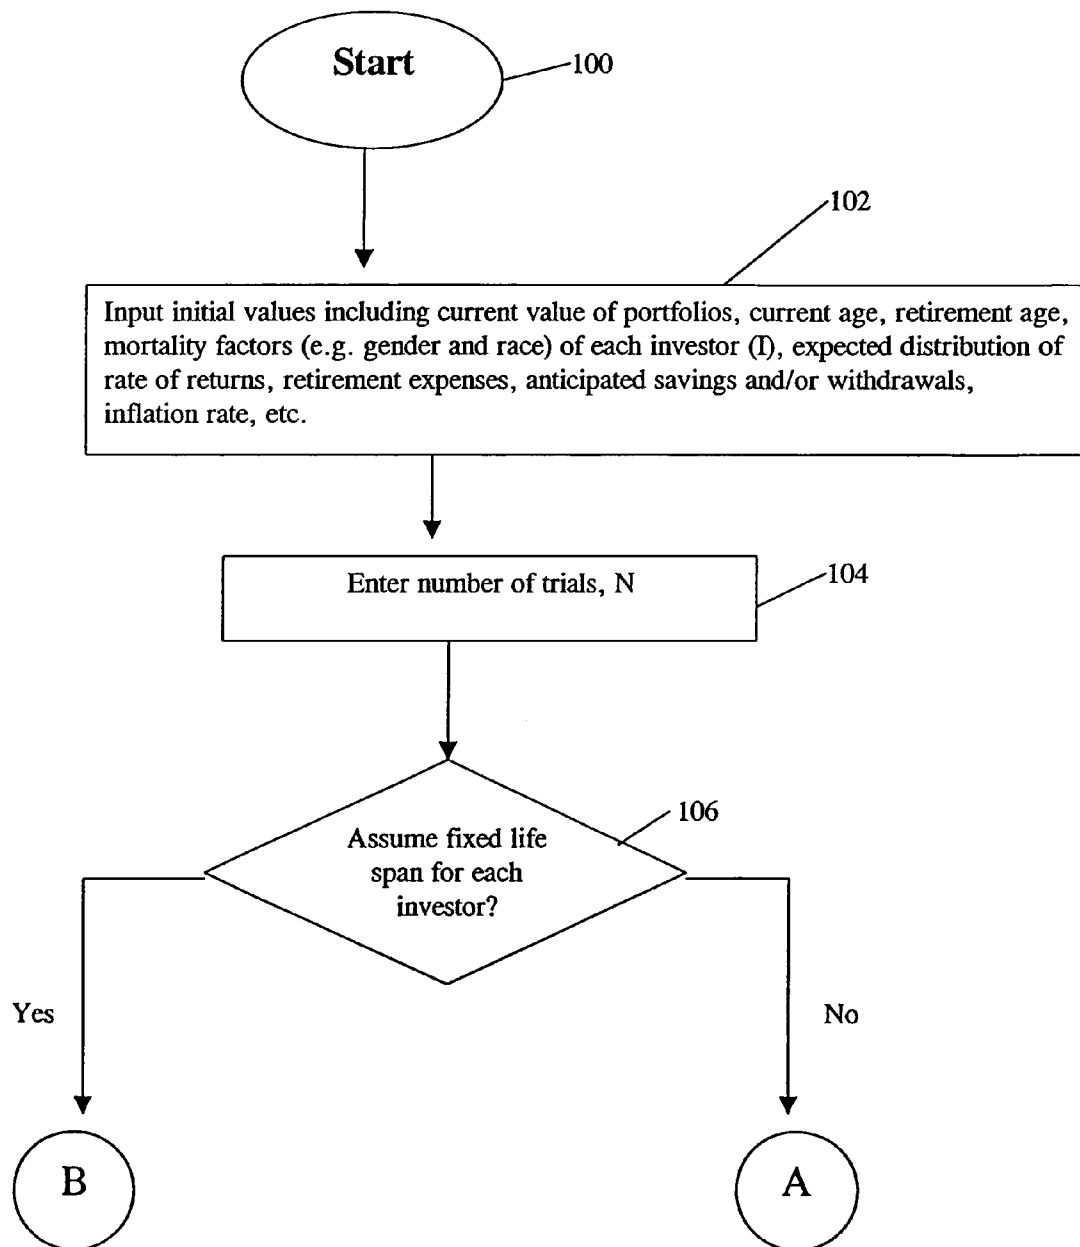 Start
100
102
Input initial values including current value of portfolios, current age, retirement age,
mortality factors (e.g. gender and race) of each investor (I), expected distribution of
rate of returns, retirement expenses, anticipated savings and/or withdrawals,
inflation rate, etc.
Enter number of trials, N
104
106
Assume fixed life
span for each
investor?
Yes
No
B
A